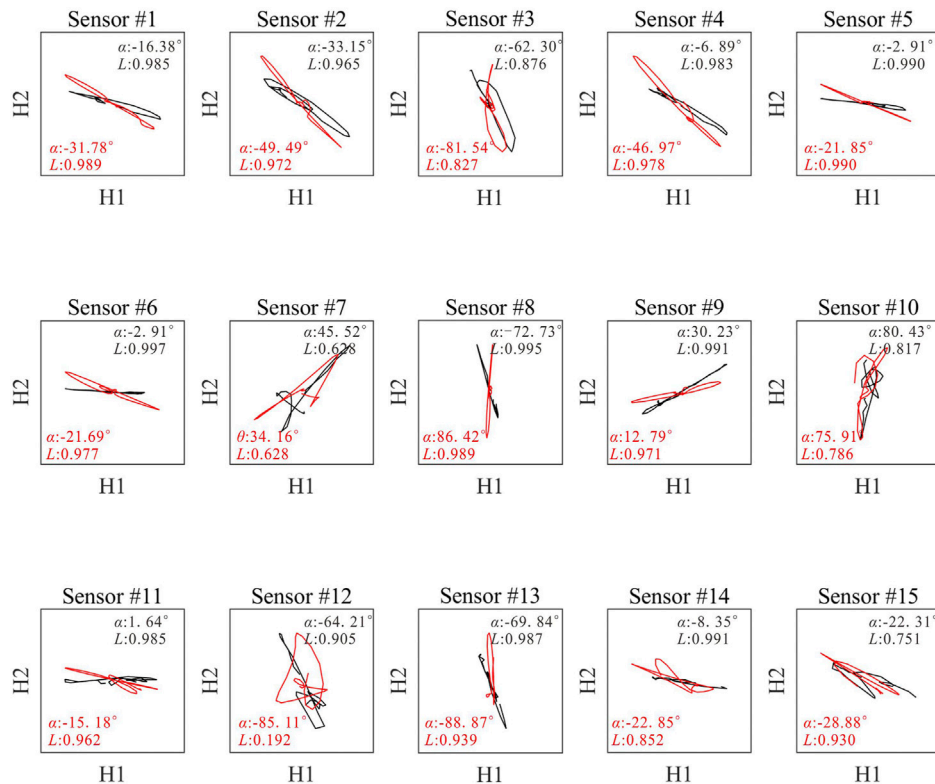 Sensor #1
α:-16.38°
L:0.985
H2
α:-31.78°
L:0.989
H1
Sensor #2
α:-33.15°
L:0.965
H2
α:-49.49°
L:0.972
H1
Sensor #3
α:-62.30°
L:0.876
H2
α:-81.54°
L:0.827
H1
Sensor #4
α:-6.89°
L:0.983
H2
α:-46.97°
L:0.978
H1
Sensor #5
α:-2.91°
L:0.990
H2
α:-21.85°
L:0.990
H1
Sensor #6
α:-2.91°
L:0.997
H2
α:-21.69°
L:0.977
H1
Sensor #7
α:45.52°
L:0.628
H2
θ:34.16°
L:0.628
H1
Sensor #8
α:-72.73°
L:0.995
H2
α:86.42°
L:0.989
H1
Sensor #9
α:30.23°
L:0.991
H2
α:12.79°
L:0.971
H1
Sensor #10
α:80.43°
L:0.817
H2
α:75.91°
L:0.786
H1
Sensor #11
α:1.64°
L:0.985
H2
α:-15.18°
L:0.962
H1
Sensor #12
α:-64.21°
L:0.905
H2
α:-85.11°
L:0.192
H1
Sensor #13
α:-69.84°
L:0.987
H2
α:-88.87°
L:0.939
H1
Sensor #14
α:-8.35°
L:0.991
H2
α:-22.85°
L:0.852
H1
Sensor #15
α:-22.31°
L:0.751
H2
α:-28.88°
L:0.930
H1